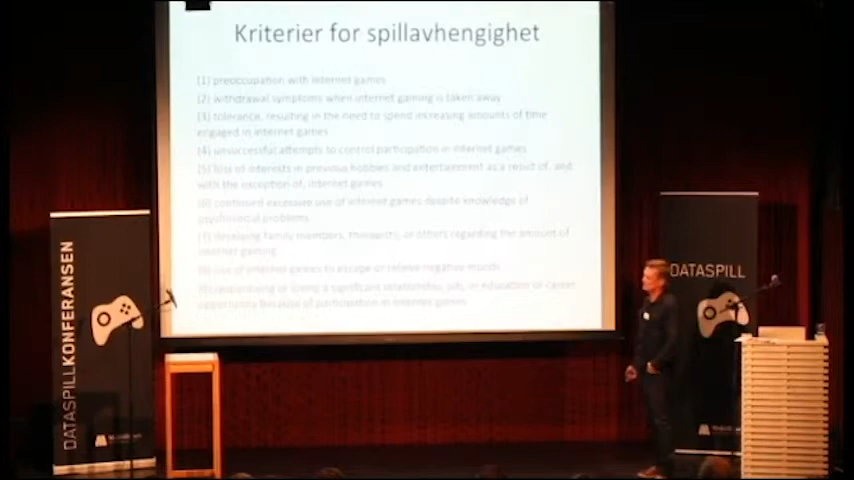 Kriterier for spillavhengighet
(1) preoccupation with internet games
(2) withdrawal symptoms when internet gaming is taken away
(3) tolerance, resulting in the need to spend increasing amounts of time
engaged in internet games
(4) unsuccessful attempts to control participation in internet games
(5) loss of interests in previous hobbies and entertainment as a result of, and
with the exception of, internet games
(6) continued excessive use of internet games despite knowledge of
psychosocial problems
(7) deceiving family members, therapists, or others regarding the amount of
internet gaming
(8) use of internet games to escape or relieve negative moods
(9) jeopardizing or losing a significant relationship, job, or education or career
opportunity because of participation in internet games
DATASPILLKONFERANSEN
DATASPILL